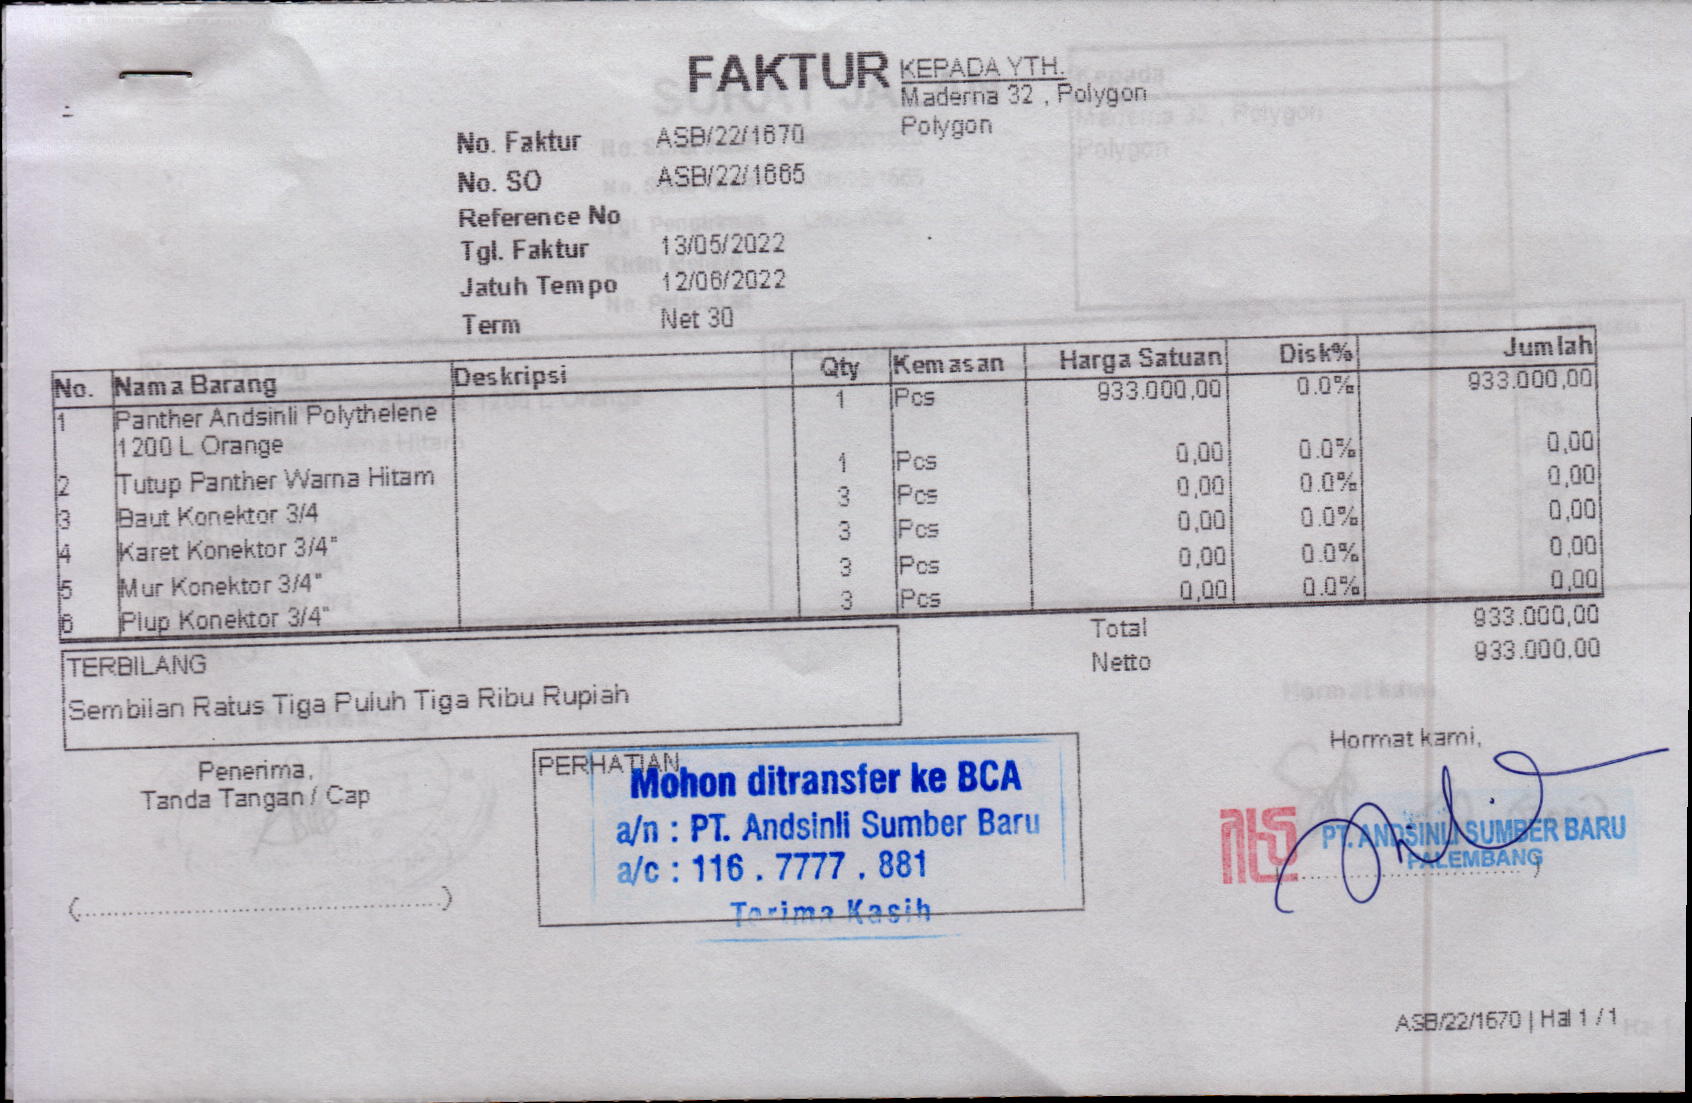 FAKTUR
KEPADA YTH.
Maderna 32 , Polygon
Polygon
No. Faktur ASB/22/1670
No. SO ASB/22/1665
Reference No
Tgl. Faktur 13/05/2022
Jatuh Tempo 12/06/2022
Term Net 30
No. Nama Barang Deskripsi Qty Kemasan Harga Satuan Disk% Jumlah
1 Panther Andsinli Polythelene 1 Pcs 933.000,00 0.0% 933.000,00
1200 L Orange
2 Tutup Panther Warna Hitam 1 Pcs 0,00 0.0% 0,00
3 Baut Konektor 3/4 3 Pcs 0,00 0.0% 0,00
4 Karet Konektor 3/4" 3 Pcs 0,00 0.0% 0,00
5 Mur Konektor 3/4" 3 Pcs 0,00 0.0% 0,00
6 Plup Konektor 3/4" 3 Pcs 0,00 0.0% 0,00
Total 933.000,00
Netto 933.000,00
TERBILANG
Sembilan Ratus Tiga Puluh Tiga Ribu Rupiah
Penerima,
Tanda Tangan / Cap
(....................................................)
PERHATIAN
Mohon ditransfer ke BCA
a/n : PT. Andsinli Sumber Baru
a/c : 116 . 7777 . 881
Terima Kasih
Hormat kami,
PT. ANDSINLI SUMBER BARU
PALEMBANG
ASB/22/1670 | Hal 1 / 1